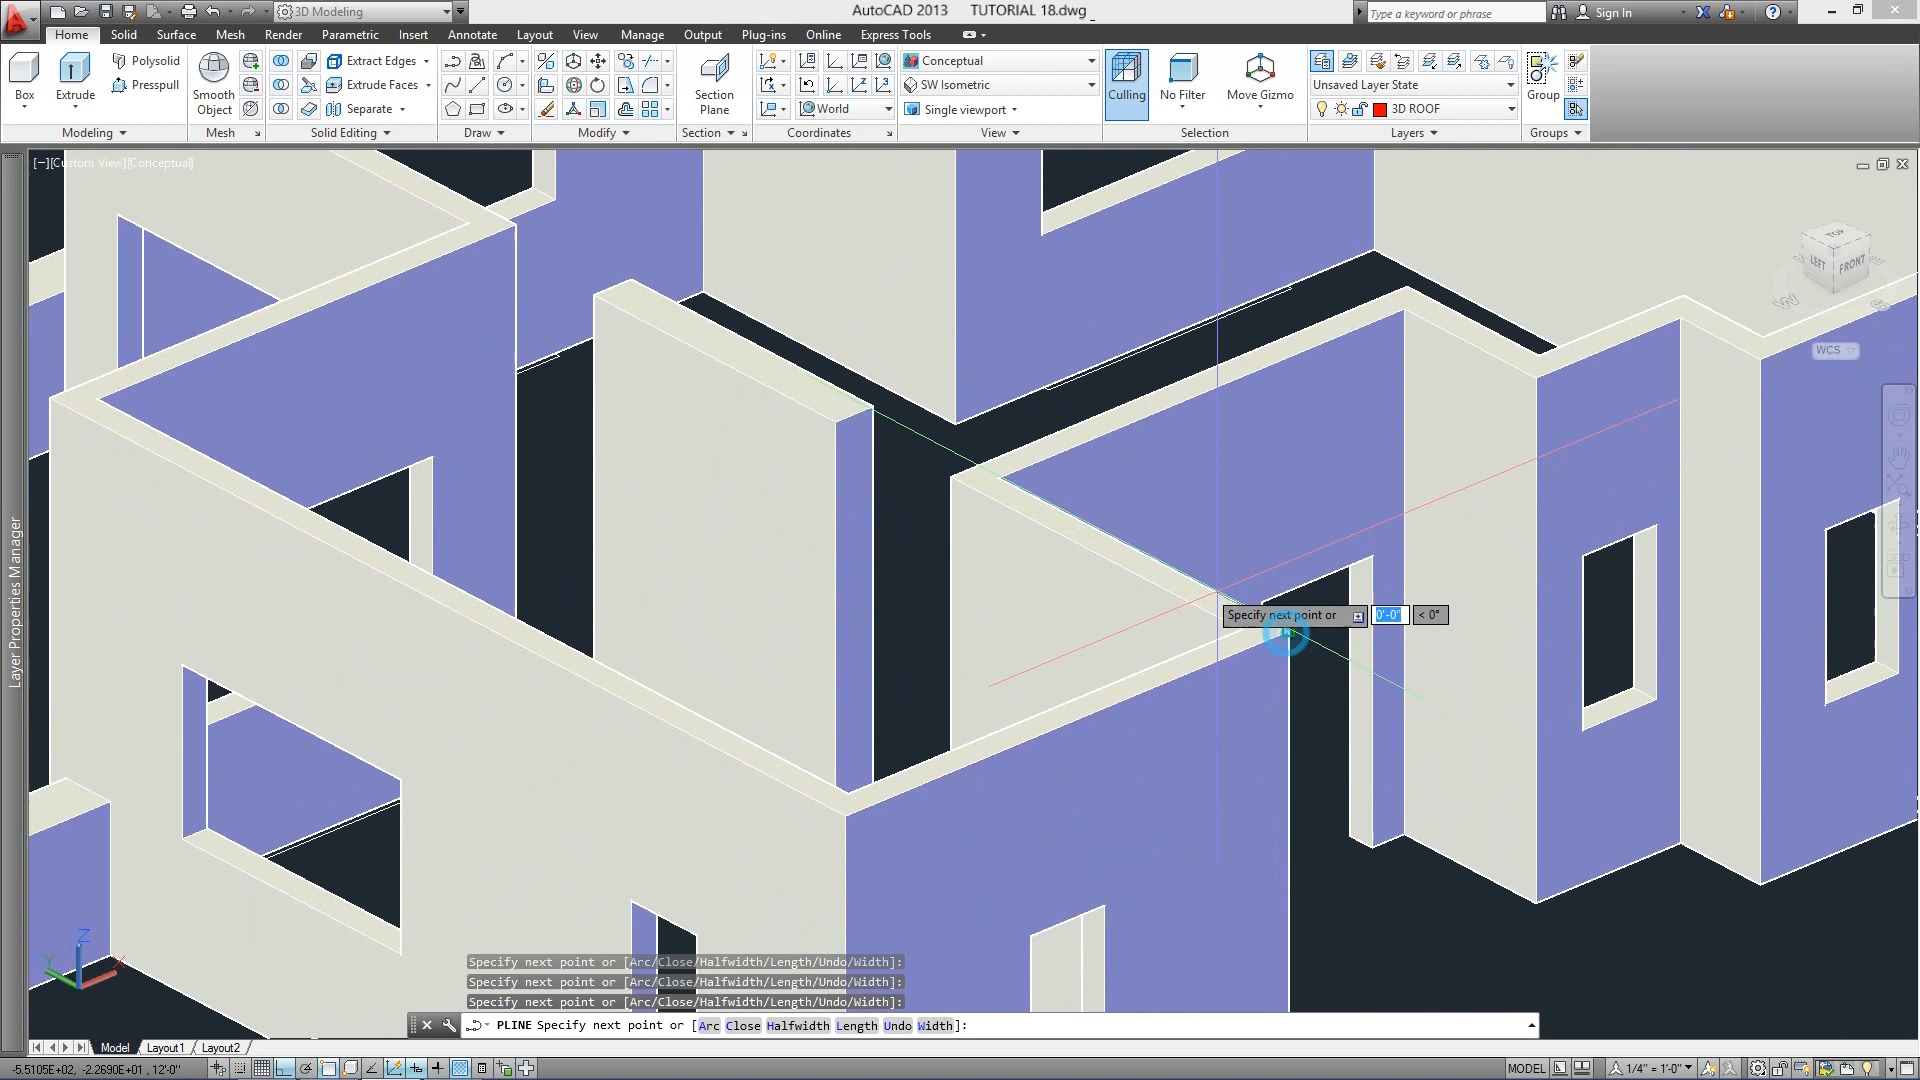 3D Modeling
AutoCAD 2013 TUTORIAL 18.dwg
Type a keyword or phrase
Sign In
Home Solid Surface Mesh Render Parametric Insert Annotate Layout View Manage Output Plug-ins Online Express Tools
Box
Extrude
Polysolid
Presspull
Modeling
Smooth Object
Mesh
Extract Edges
Extrude Faces
Separate
Solid Editing
Draw
Modify
Section Plane
Section
World
Coordinates
Conceptual
SW Isometric
Single viewport
View
Culling
No Filter
Move Gizmo
Selection
Unsaved Layer State
3D ROOF
Layers
Group
Groups
[−][Custom View][Conceptual]
TOP
LEFT
FRONT
W
S
WCS
Layer Properties Manager
Specify next point or 0'-0" < 0°
Z
Y
X
Specify next point or [Arc/Close/Halfwidth/Length/Undo/Width]:
Specify next point or [Arc/Close/Halfwidth/Length/Undo/Width]:
Specify next point or [Arc/Close/Halfwidth/Length/Undo/Width]:
PLINE Specify next point or [Arc Close Halfwidth Length Undo Width]:
Model Layout1 Layout2
-5.5105E+02, -2.2690E+01, 12'-0"
MODEL
1/4" = 1'-0"